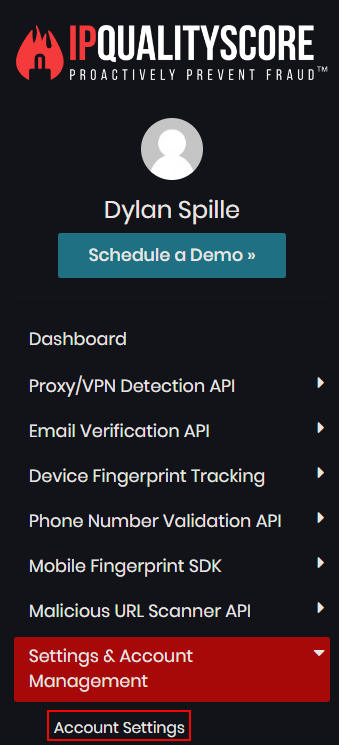 IPQUALITYSCORE
PROACTIVELY PREVENT FRAUD™
Dylan Spille
Schedule a Demo »
Dashboard
Proxy/VPN Detection API
Email Verification API
Device Fingerprint Tracking
Phone Number Validation API
Mobile Fingerprint SDK
Malicious URL Scanner API
Settings & Account
Management
Account Settings